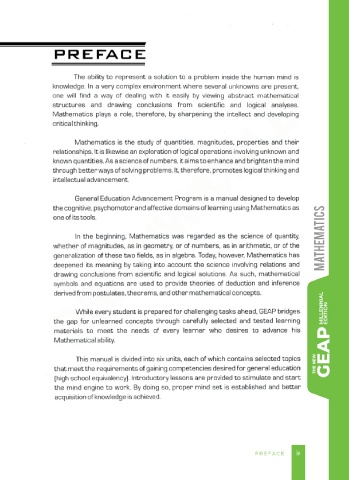 PREFACE
The ability to represent a solution to a problem inside the human mind is
knowledge. In a very complex environment where several unknowns are present,
one will find a way of dealing with it easily by viewing abstract mathematical
structures and drawing conclusions from scientific and logical analyses.
Mathematics plays a role, therefore, by sharpening the intellect and developing
critical thinking.
Mathematics is the study of quantities, magnitudes, properties and their
relationships. It is likewise an exploration of logical operations involving unknown and
known quantities. As a science of numbers, it aims to enhance and brighten the mind
through better ways of solving problems. It, therefore, promotes logical thinking and
intellectual advancement.
General Education Advancement Program is a manual designed to develop
the cognitive, psychomotor and affective domains of learning using Mathematics as
one of its tools.
In the beginning, Mathematics was regarded as the science of quantity,
whether of magnitudes, as in geometry, or of numbers, as in arithmetic, or of the
generalization of these two fields, as in algebra. Today, however, Mathematics has
deepened its meaning by taking into account the science involving relations and
drawing conclusions from scientific and logical solutions. As such, mathematical
symbols and equations are used to provide theories of deduction and inference
derived from postulates, theorems, and other mathematical concepts.
While every student is prepared for challenging tasks ahead, GEAP bridges
the gap for unlearned concepts through carefully selected and tested learning
materials to meet the needs of every learner who desires to advance his
Mathematical ability.
This manual is divided into six units, each of which contains selected topics
that meet the requirements of gaining competencies desired for general education
(high school equivalency). Introductory lessons are provided to stimulate and start
the mind engine to work. By doing so, proper mind set is established and better
acquisition of knowledge is achieved.
MATHEMATICS
THE NEW
GEAP
MILLENNIAL
EDITION
PREFACE